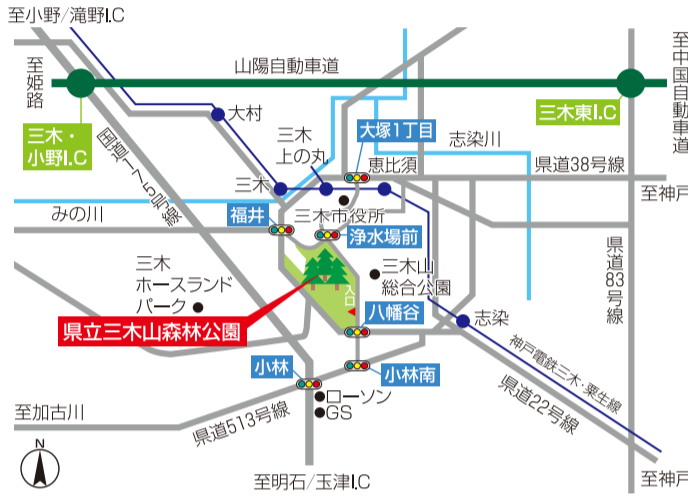 至小野/滝野I.C
至姫路
山陽自動車道
至中国自動車道
大村
三木・
小野I.C
国道175号線
三木
上の丸
大塚1丁目
恵比須
志染川
三木東I.C
県道38号線
三木
至神戸
みの川
福井
三木市役所
浄水場前
県道83号線
三木
ホースランド
パーク
三木山
総合公園
入口
県立三木山森林公園
八幡谷
志染
神戸電鉄三木・粟生線
小林
小林南
県道22号線
ローソン
GS
至加古川
県道513号線
N
至明石/玉津I.C
至神戸